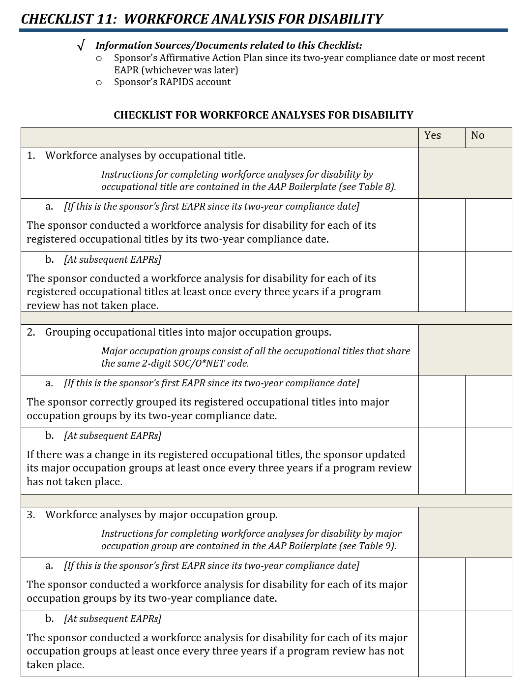 CHECKLIST 11: WORKFORCE ANALYSIS FOR DISABILITY
√ Information Sources/Documents related to this Checklist:
o Sponsor's Affirmative Action Plan since its two-year compliance date or most recent
EAPR (whichever was later)
o Sponsor's RAPIDS account
CHECKLIST FOR WORKFORCE ANALYSES FOR DISABILITY
Yes No
1. Workforce analyses by occupational title.
Instructions for completing workforce analyses for disability by
occupational title are contained in the AAP Boilerplate (see Table 8).
a. [If this is the sponsor's first EAPR since its two-year compliance date]
The sponsor conducted a workforce analysis for disability for each of its
registered occupational titles by its two-year compliance date.
b. [At subsequent EAPRs]
The sponsor conducted a workforce analysis for disability for each of its
registered occupational titles at least once every three years if a program
review has not taken place.
2. Grouping occupational titles into major occupation groups.
Major occupation groups consist of all the occupational titles that share
the same 2-digit SOC/O*NET code.
a. [If this is the sponsor's first EAPR since its two-year compliance date]
The sponsor correctly grouped its registered occupational titles into major
occupation groups by its two-year compliance date.
b. [At subsequent EAPRs]
If there was a change in its registered occupational titles, the sponsor updated
its major occupation groups at least once every three years if a program review
has not taken place.
3. Workforce analyses by major occupation group.
Instructions for completing workforce analyses for disability by major
occupation group are contained in the AAP Boilerplate (see Table 9).
a. [If this is the sponsor's first EAPR since its two-year compliance date]
The sponsor conducted a workforce analysis for disability for each of its major
occupation groups by its two-year compliance date.
b. [At subsequent EAPRs]
The sponsor conducted a workforce analysis for disability for each of its major
occupation groups at least once every three years if a program review has not
taken place.